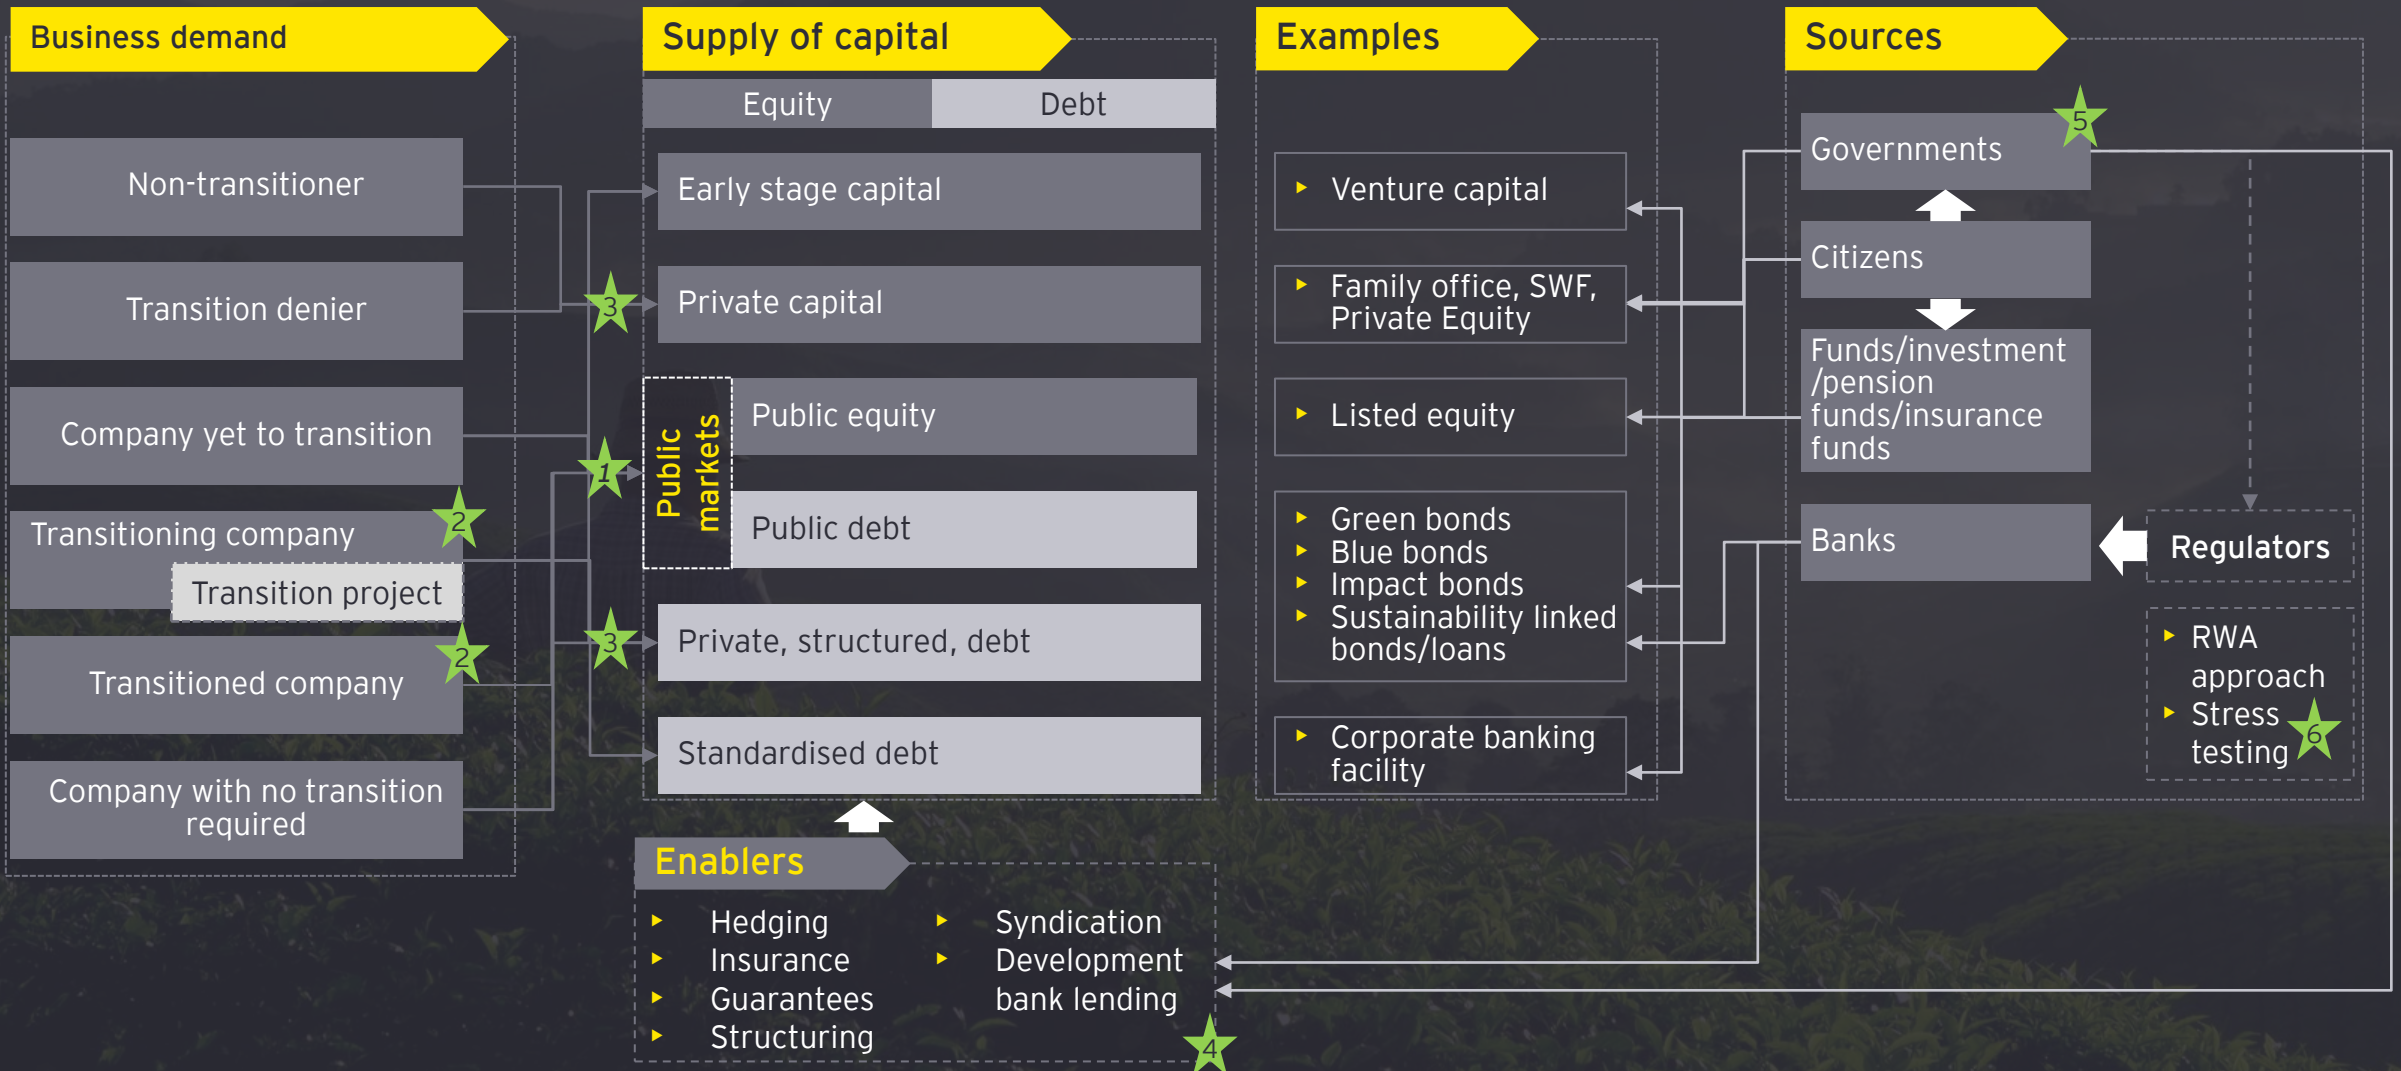 Business demand
Non-transitioner
Transition denier
Company yet to transition
Transitioning company
2
Transition project
2
Transitioned company
Company with no transition
required
Supply of capital
Equity
Debt
Early stage capital
3
Private capital
1
Public
markets
Public equity
Public debt
3
Private, structured, debt
Standardised debt
Enablers
Hedging
Insurance
Guarantees
Structuring
Syndication
Development
bank lending
4
Examples
Venture capital
Family office, SWF,
Private Equity
Listed equity
Green bonds
Blue bonds
Impact bonds
Sustainability linked
bonds/loans
Corporate banking
facility
Sources
5
Governments
Citizens
Funds/investment
/pension
funds/insurance
funds
Banks
Regulators
RWA
approach
Stress
testing
6